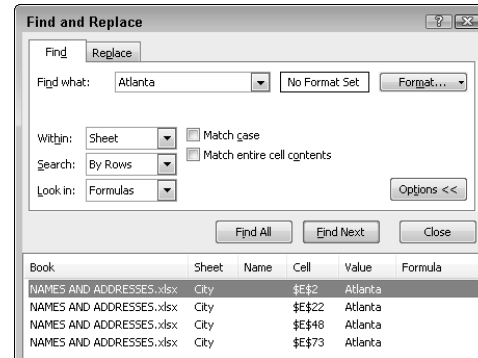 Find and Replace
Find Replace
Find what: Atlanta No Format Set Format...
Within: Sheet Match case
Search: By Rows Match entire cell contents
Look in: Formulas Options <<
Find All Find Next Close
Book Sheet Name Cell Value Formula
NAMES AND ADDRESSES.xlsx City $E$2 Atlanta
NAMES AND ADDRESSES.xlsx City $E$22 Atlanta
NAMES AND ADDRESSES.xlsx City $E$48 Atlanta
NAMES AND ADDRESSES.xlsx City $E$73 Atlanta